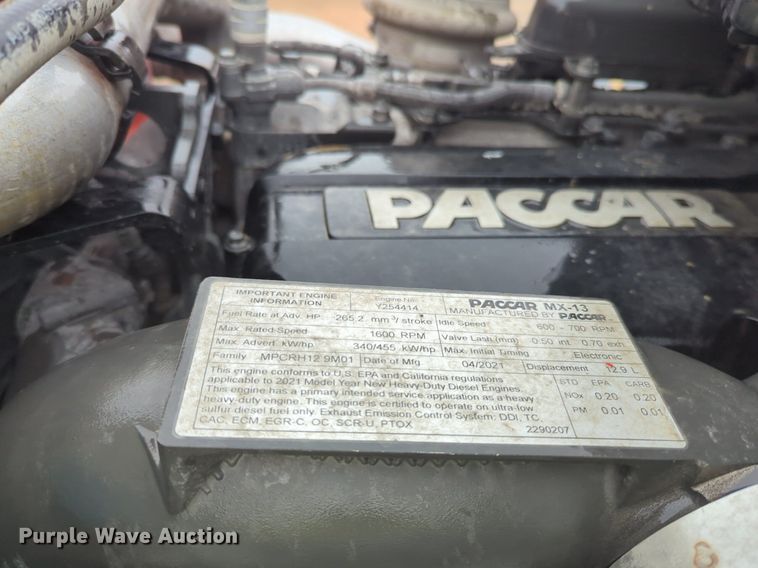 PACCAR
IMPORTANT ENGINE INFORMATION
Engine No. Y254414
PACCAR MX-13
MANUFACTURED BY PACCAR
Fuel Rate at Adv. HP 265.2 mm³/stroke Idle Speed 600 - 700 RPM
Max. Rated Speed 1600 RPM Valve Lash (mm) 0.50 int 0.70 exh
Max. Advert. kW/hp 340/455 kW/hp Max. Initial Timing Electronic
Family MPCRH12.9M01 Date of Mfg 04/2021 Displacement 12.9 L
This engine conforms to U.S. EPA and California regulations
applicable to 2021 Model Year New Heavy-Duty Diesel Engines.
This engine has a primary intended service application as a heavy
heavy-duty engine. This engine is certified to operate on ultra-low
sulfur diesel fuel only. Exhaust Emission Control System: DDI, TC,
CAC, ECM, EGR-C, OC, SCR-U, PTOX
STD EPA CARB
NOx 0.20 0.20
PM 0.01 0.01
2290207
Purple Wave Auction